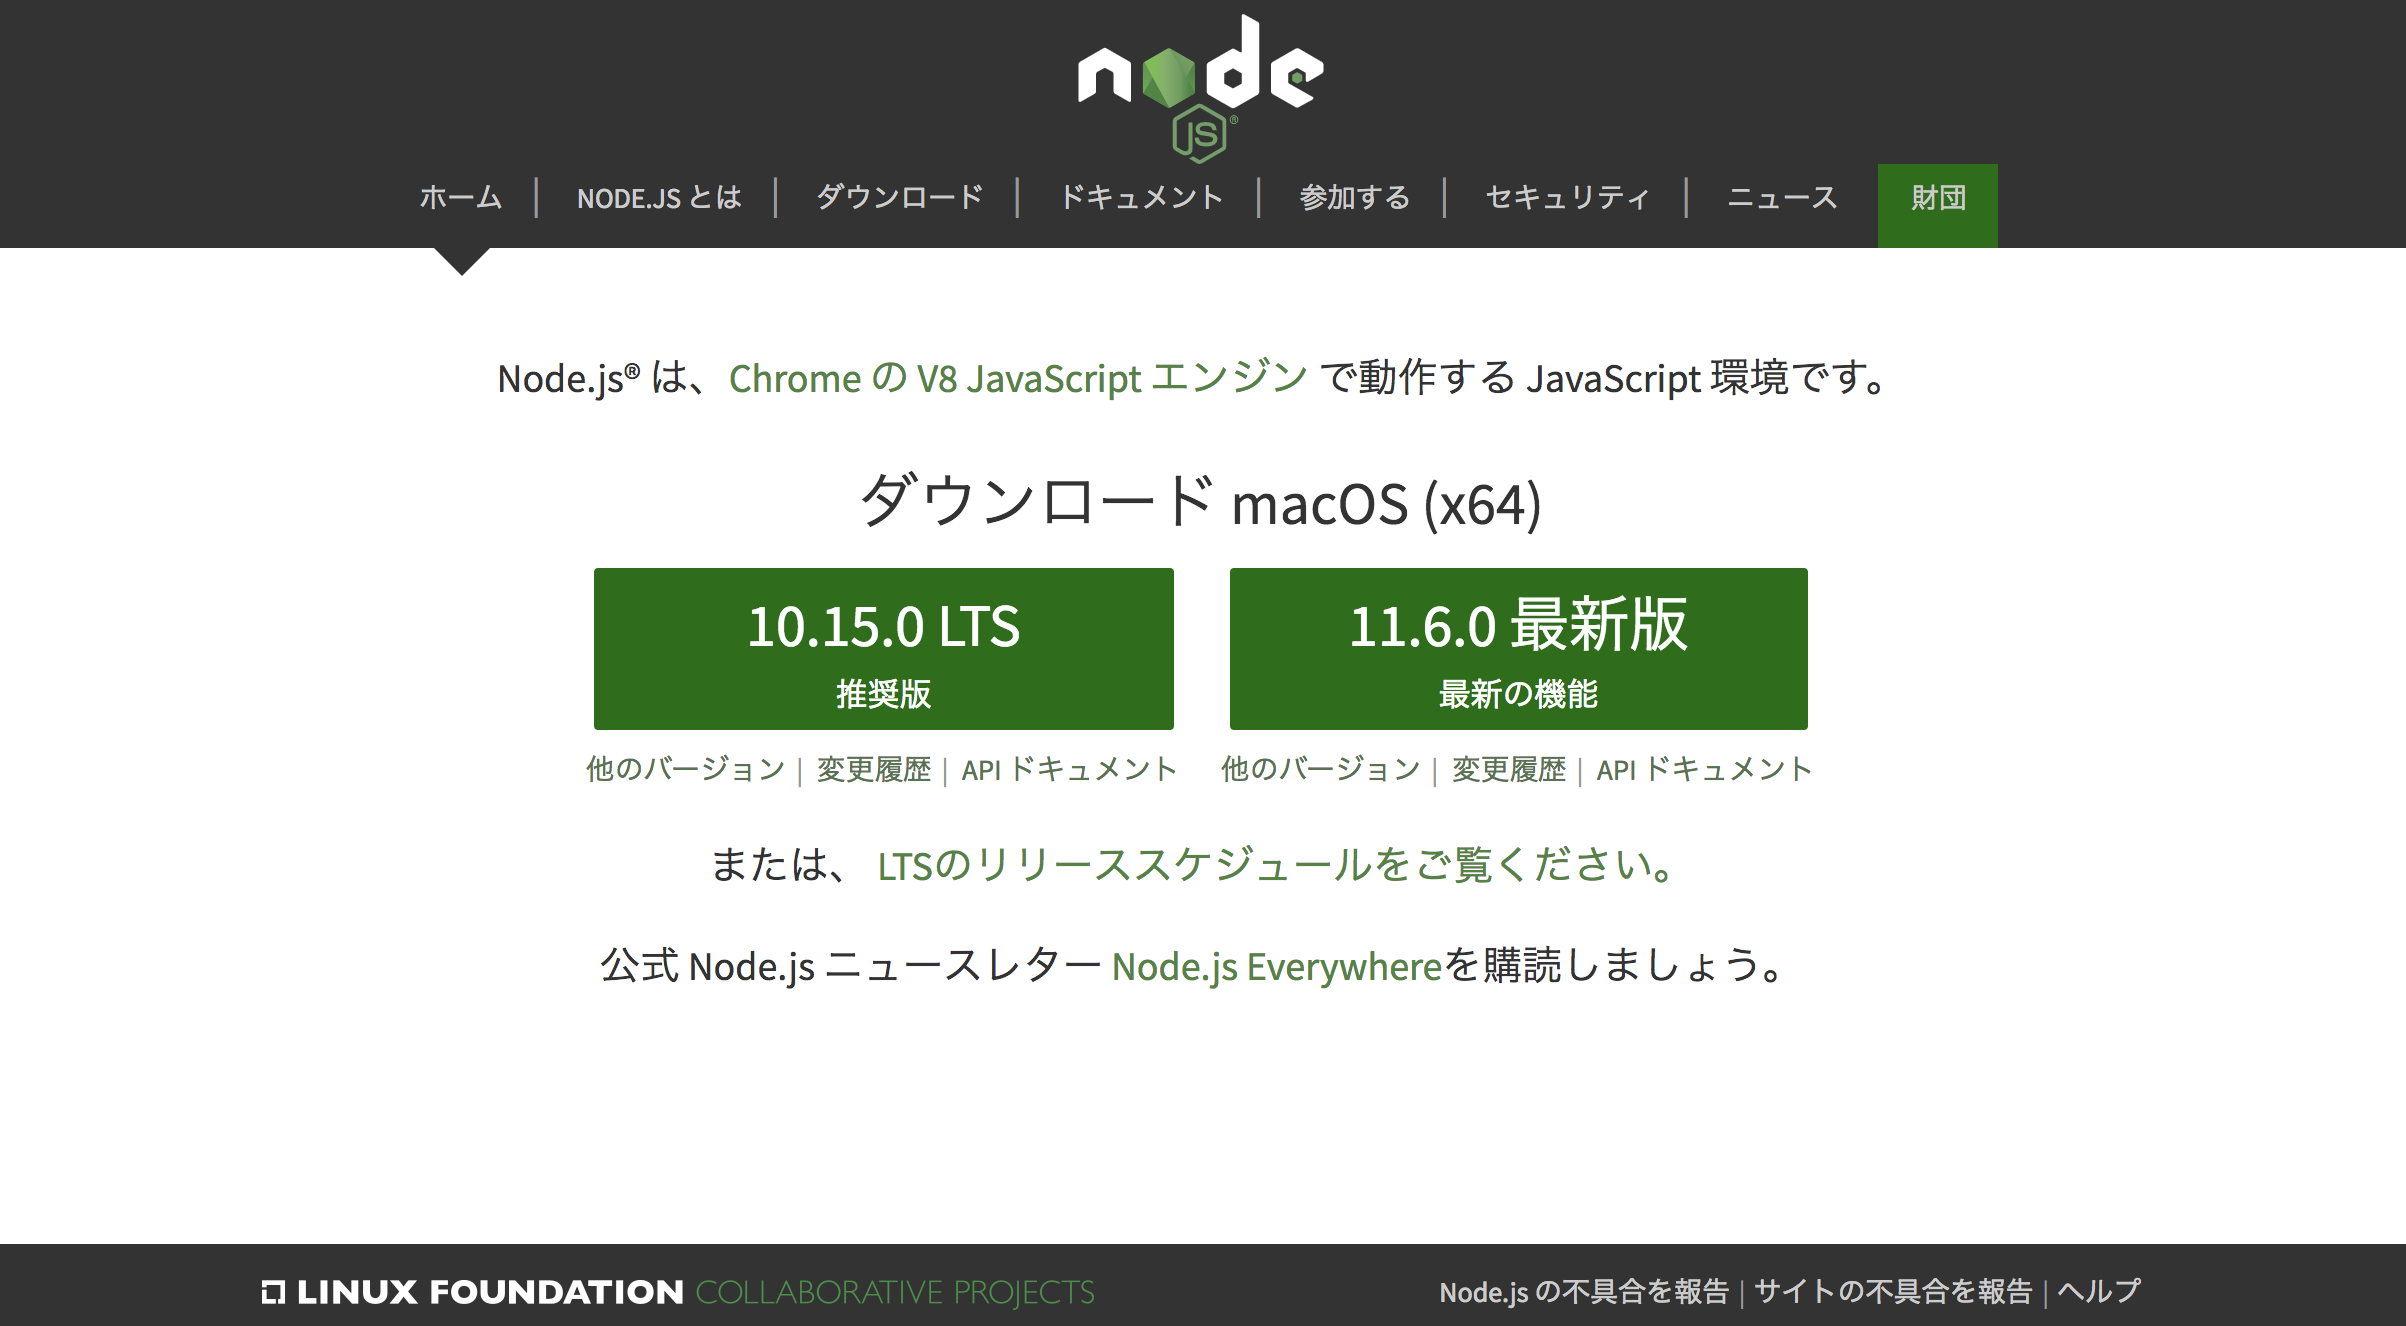 node
JS®
ホーム | NODE.JS とは | ダウンロード | ドキュメント | 参加する | セキュリティ | ニュース 財団
Node.js® は、Chrome の V8 JavaScript エンジン で動作する JavaScript 環境です。
ダウンロード macOS (x64)
10.15.0 LTS
推奨版
他のバージョン | 変更履歴 | API ドキュメント
11.6.0 最新版
最新の機能
他のバージョン | 変更履歴 | API ドキュメント
または、 LTSのリリーススケジュールをご覧ください。
公式 Node.js ニュースレター Node.js Everywhereを購読しましょう。
LINUX FOUNDATION COLLABORATIVE PROJECTS
Node.js の不具合を報告 | サイトの不具合を報告 | ヘルプ